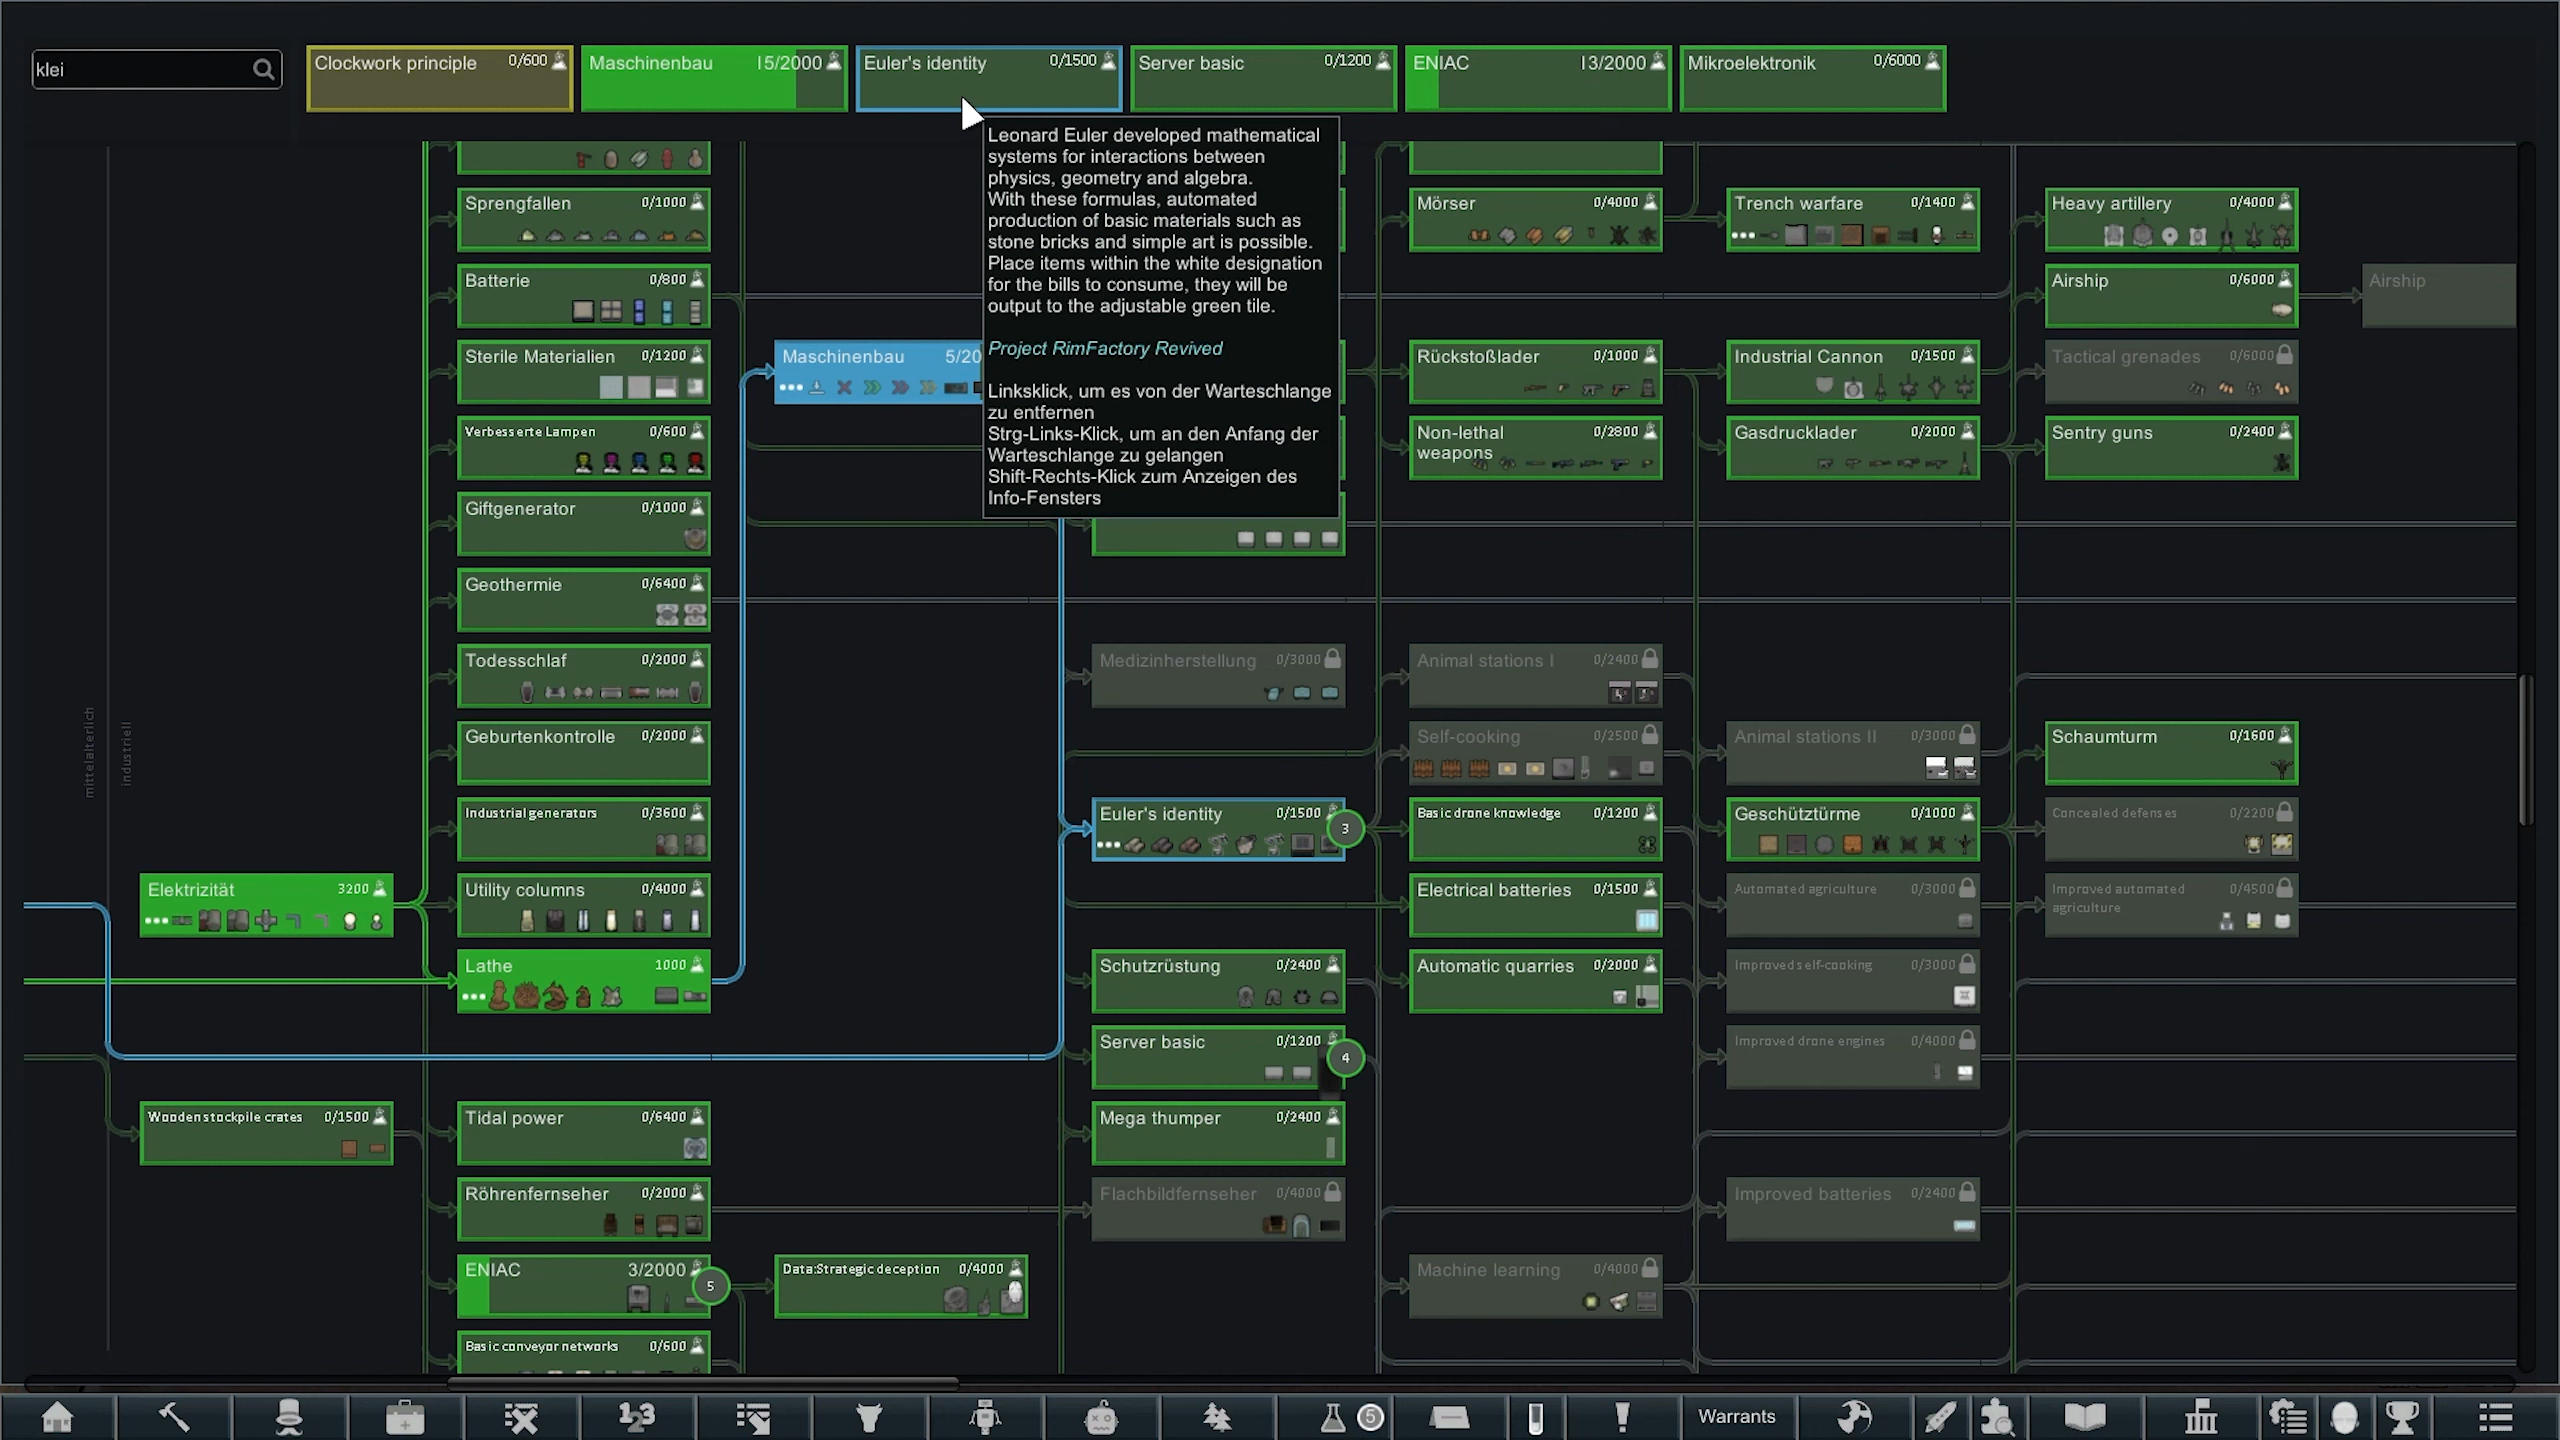 klei
Clockwork principle 0/600
Maschinenbau 15/2000
Euler's identity 0/1500
Server basic 0/1200
ENIAC 13/2000
Mikroelektronik 0/6000
Leonard Euler developed mathematical
systems for interactions between
physics, geometry and algebra.
With these formulas, automated
production of basic materials such as
stone bricks and simple art is possible.
Place items within the white designation
for the bills to consume, they will be
output to the adjustable green tile.
Project RimFactory Revived
Linksklick, um es von der Warteschlange
zu entfernen
Strg-Links-Klick, um an den Anfang der
Warteschlange zu gelangen
Shift-Rechts-Klick zum Anzeigen des
Info-Fensters
mittelalterlich
industriell
Elektrizität 3200
Wooden stockpile crates 0/1500
Sprengfallen 0/1000
Batterie 0/800
Sterile Materialien 0/1200
Verbesserte Lampen 0/600
Giftgenerator 0/1000
Geothermie 0/6400
Todesschlaf 0/2000
Geburtenkontrolle 0/2000
Industrial generators 0/3600
Utility columns 0/4000
Lathe 1000
Tidal power 0/6400
Röhrenfernseher 0/2000
ENIAC 3/2000
5
Basic conveyor networks 0/600
Maschinenbau 5/20
Data:Strategic deception 0/4000
Medizinherstellung 0/3000
Euler's identity 0/1500
3
Schutzrüstung 0/2400
Server basic 0/1200
4
Mega thumper 0/2400
Flachbildfernseher 0/4000
Mörser 0/4000
Rückstoßlader 0/1000
Non-lethal
weapons 0/2800
Animal stations I 0/2400
Self-cooking 0/2500
Basic drone knowledge 0/1200
Electrical batteries 0/1500
Automatic quarries 0/2000
Machine learning 0/4000
Trench warfare 0/1400
Industrial Cannon 0/1500
Gasdrucklader 0/2000
Animal stations II 0/3000
Geschütztürme 0/1000
Automated agriculture 0/3000
Improved self-cooking 0/3000
Improved drone engines 0/4000
Improved batteries 0/2400
Heavy artillery 0/4000
Airship 0/6000
Airship
Tactical grenades 0/6000
Sentry guns 0/2400
Schaumturm 0/1600
Concealed defenses 0/2200
Improved automated
agriculture 0/4500
123
5
Warrants